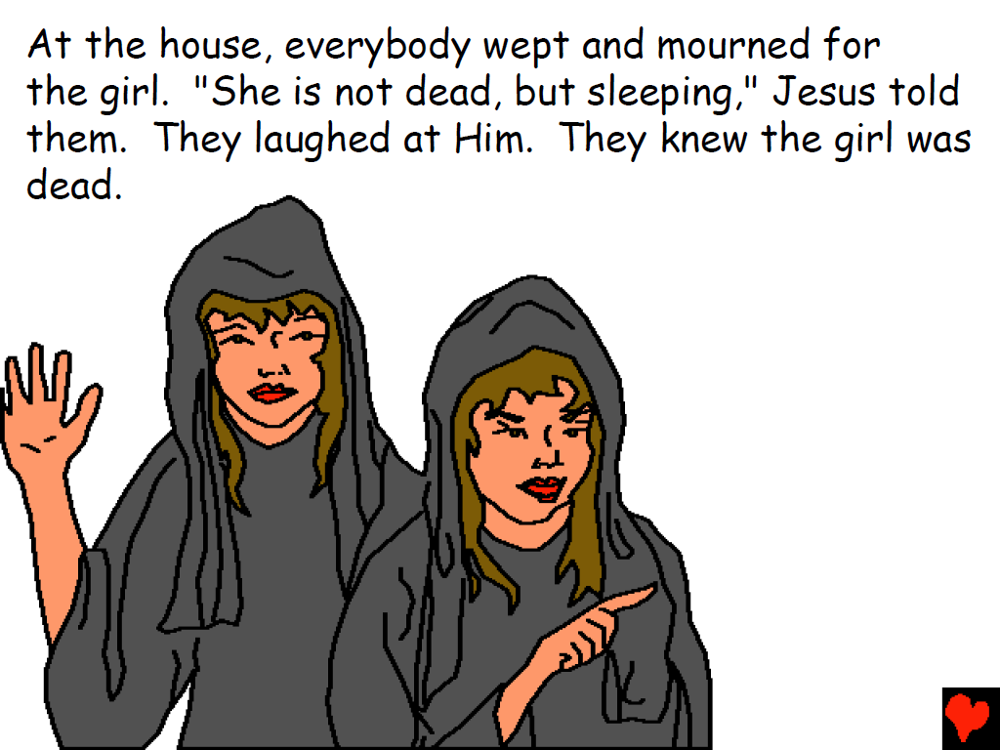 At the house, everybody wept and mourned for
the girl.  "She is not dead, but sleeping," Jesus told
them.  They laughed at Him.  They knew the girl was
dead.